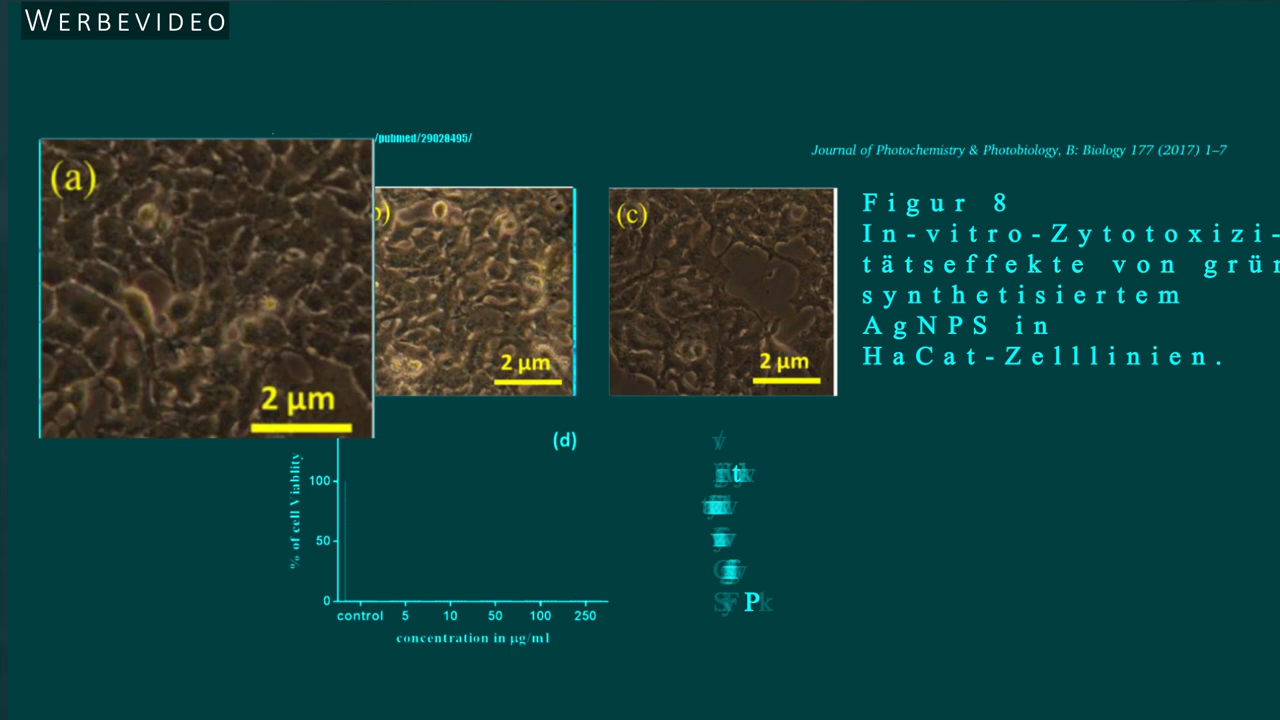 WERBEVIDEO
/pubmed/29028495/
Journal of Photochemistry & Photobiology, B: Biology 177 (2017) 1–7
(a)
(c)
2 μm
2 μm
2 μm
Figur 8
In-vitro-Zytotoxizi-
tätseffekte von grün
synthetisiertem
AgNPS in
HaCat-Zelllinien.
(d)
% of cell Viablity
100
50
0
control 5 10 50 100 250
concentration in μg/ml